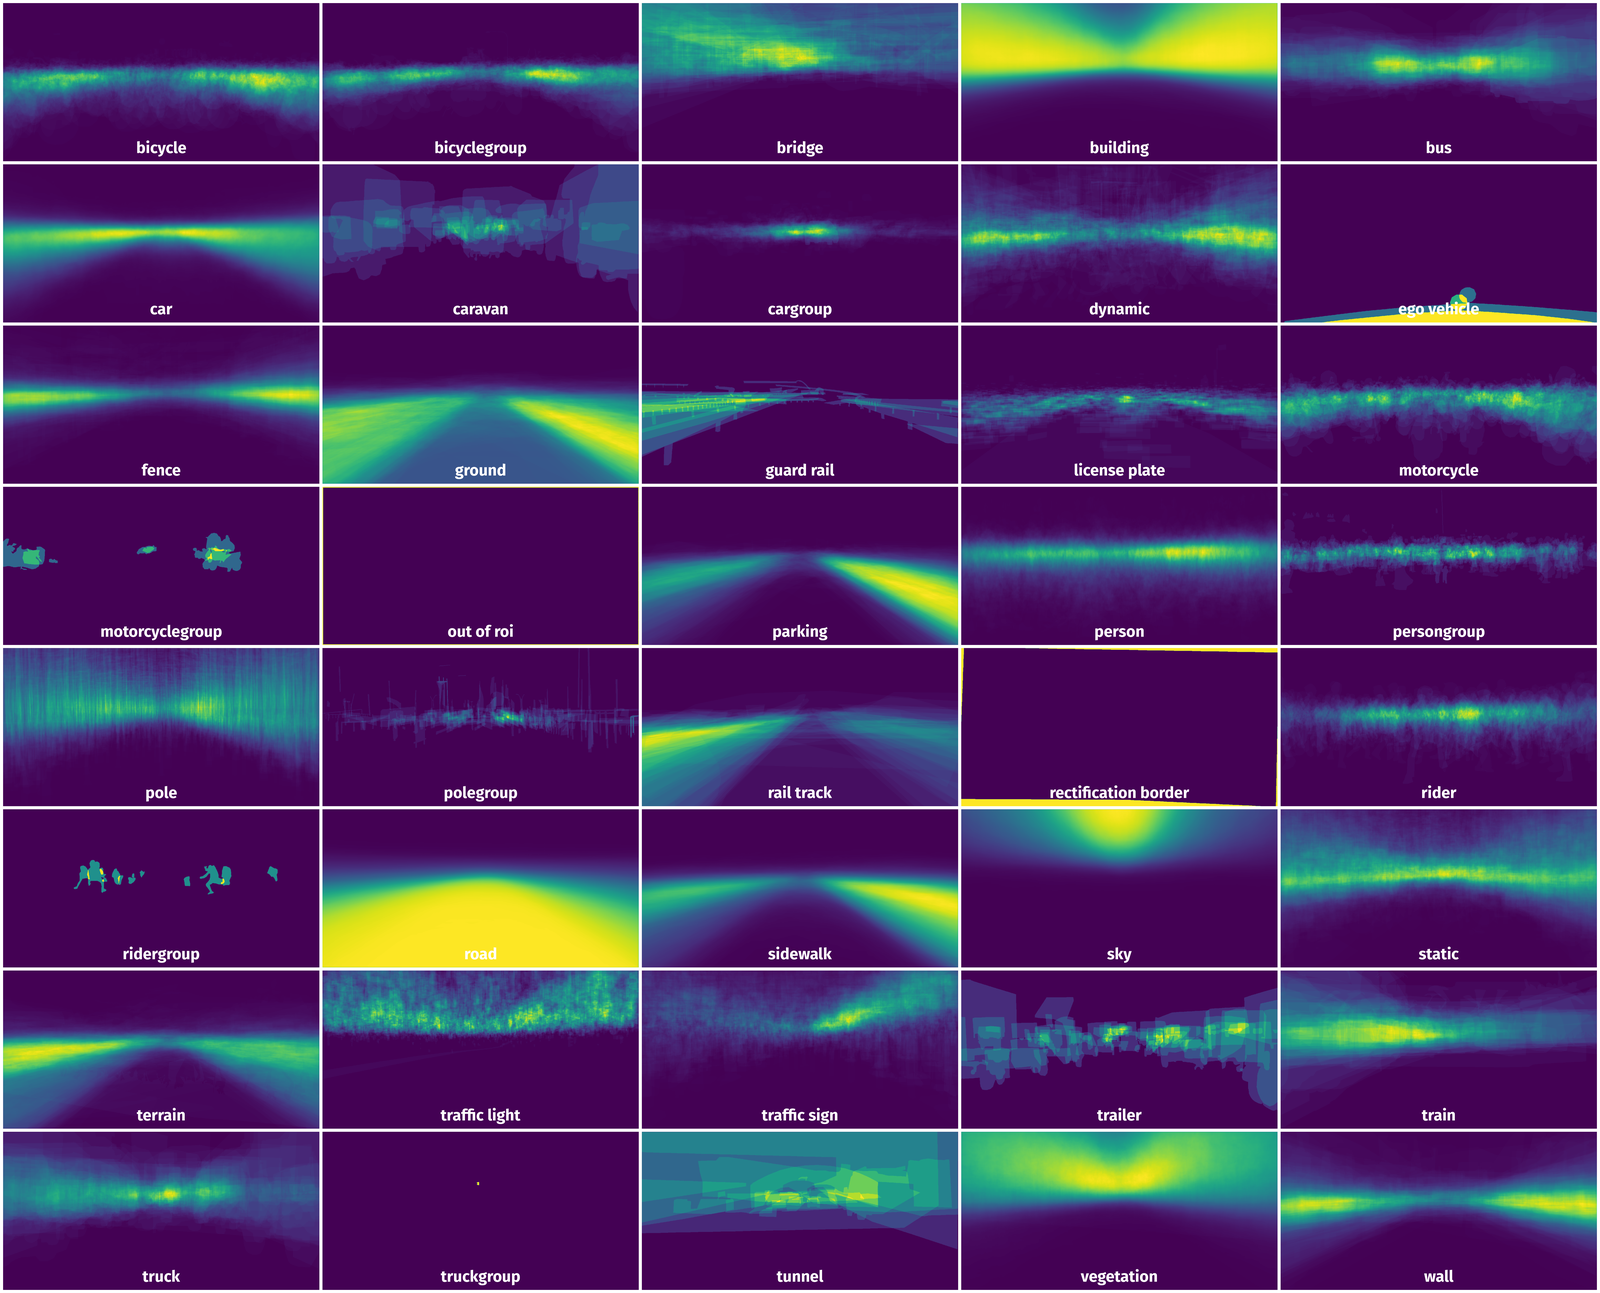 bicycle
bicyclegroup
bridge
building
bus
car
caravan
cargroup
dynamic
ego vehicle
fence
ground
guard rail
license plate
motorcycle
motorcyclegroup
out of roi
parking
person
persongroup
pole
polegroup
rail track
rectification border
rider
ridergroup
road
sidewalk
sky
static
terrain
traffic light
traffic sign
trailer
train
truck
truckgroup
tunnel
vegetation
wall